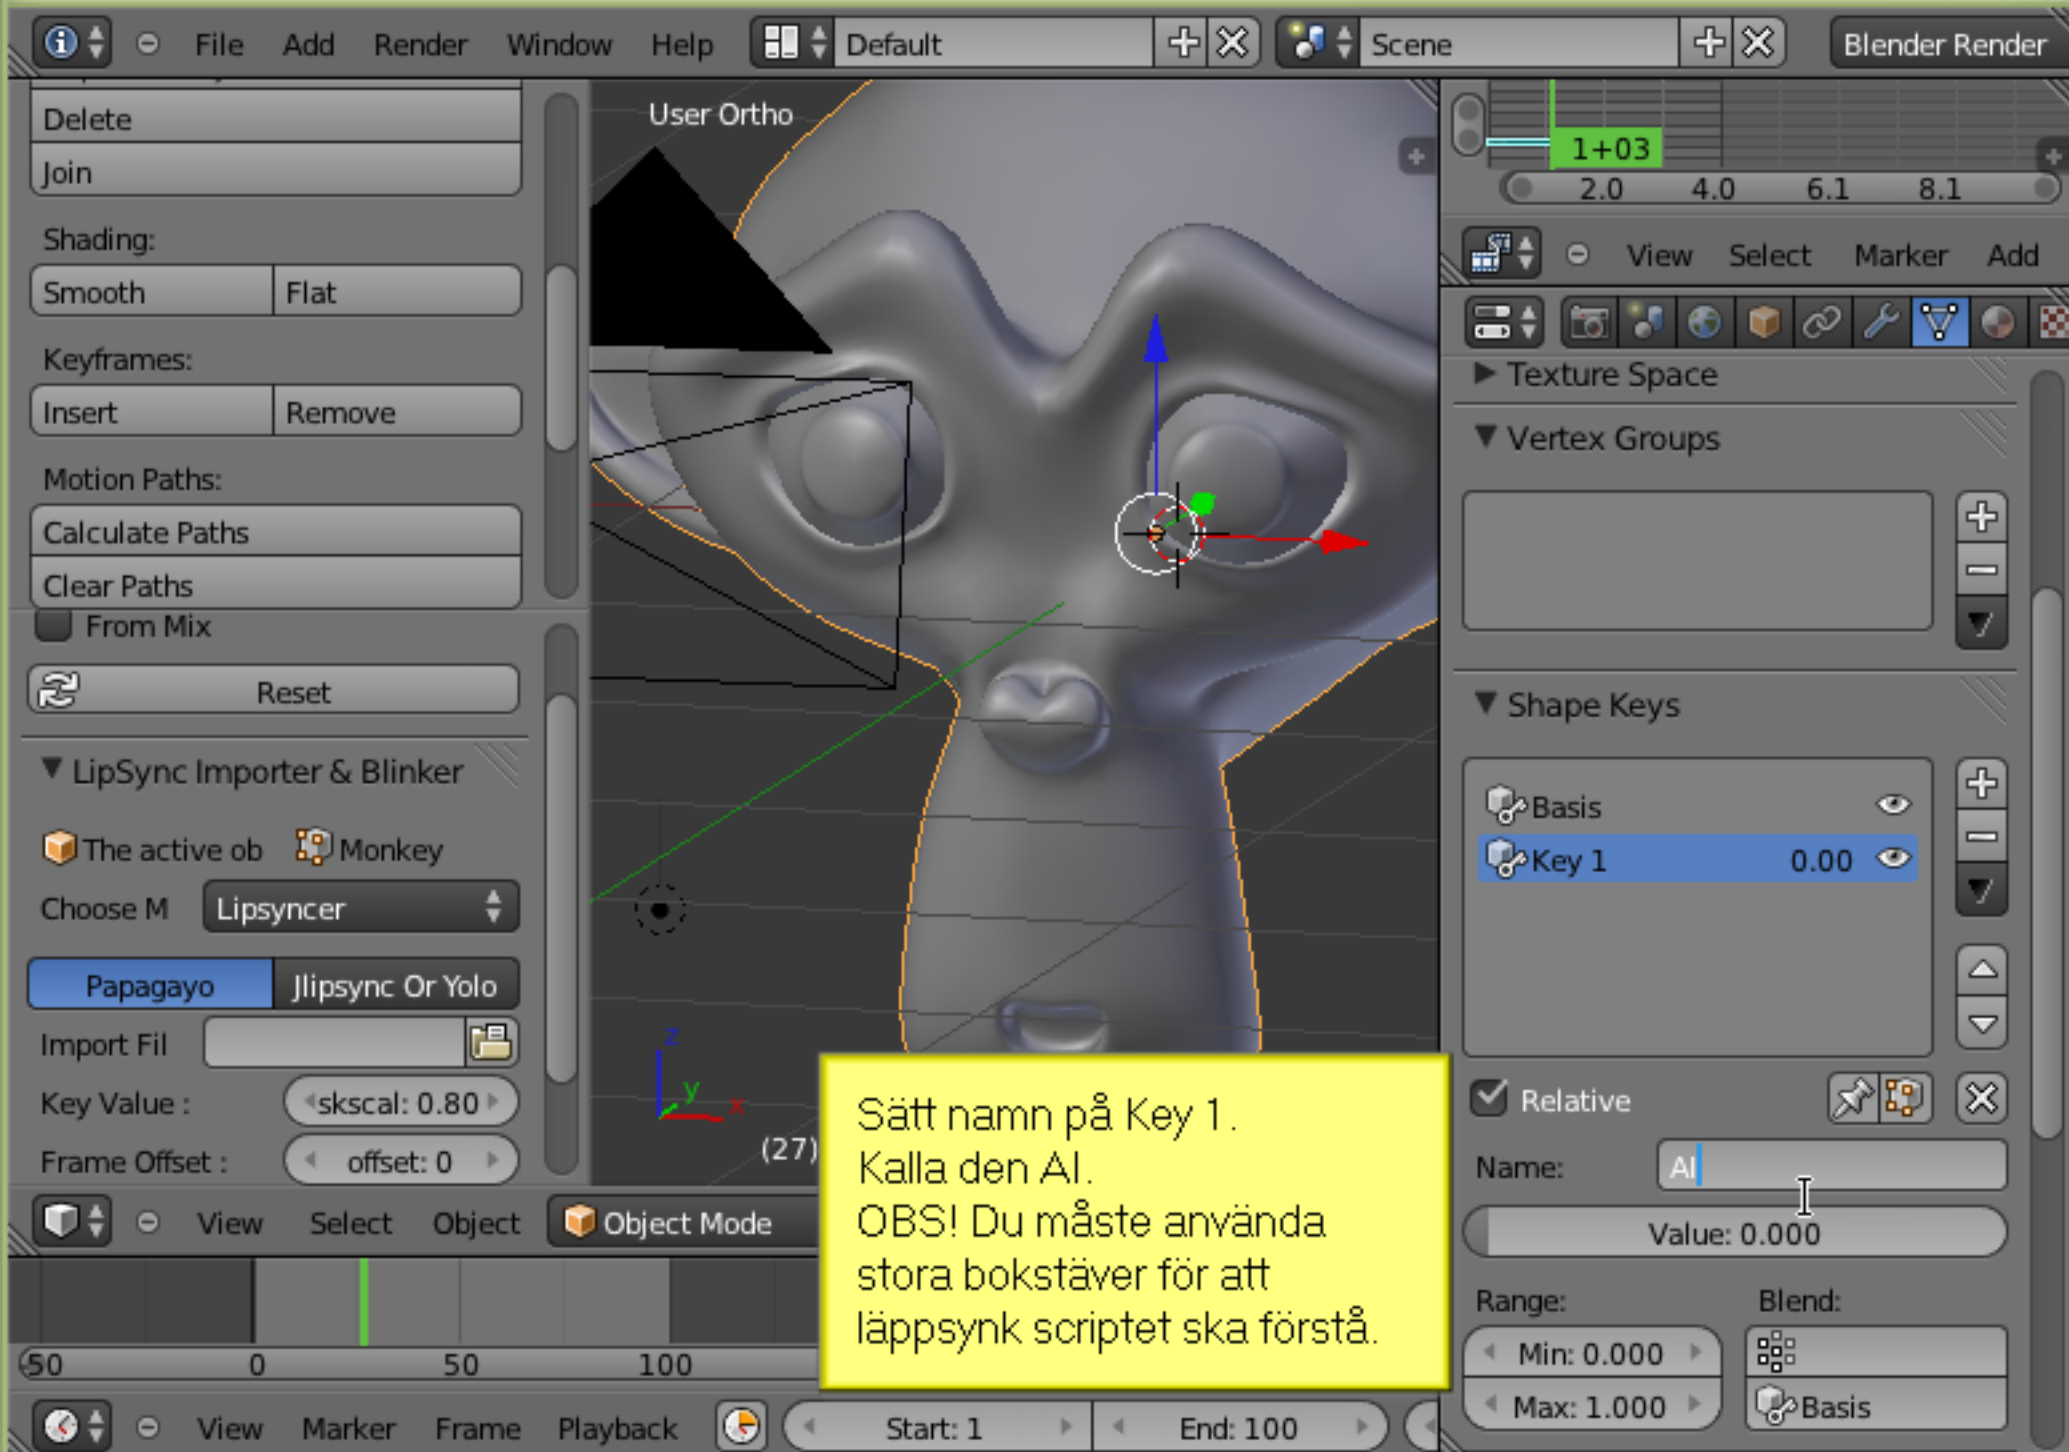 File Add Render Window Help Default Scene Blender Render
Delete
Join
Shading:
Smooth Flat
Keyframes:
Insert Remove
Motion Paths:
Calculate Paths
Clear Paths
From Mix
Reset
LipSync Importer & Blinker
The active ob Monkey
Choose M Lipsyncer
Papagayo Jlipsync Or Yolo
Import Fil
Key Value : skscal: 0.80
Frame Offset : offset: 0
User Ortho
z
y
x
(27)
View Select Object Object Mode
-50 0 50 100
View Marker Frame Playback Start: 1 End: 100
Sätt namn på Key 1.
Kalla den AI.
OBS! Du måste använda
stora bokstäver för att
läppsynk scriptet ska förstå.
1+03
2.0 4.0 6.1 8.1
View Select Marker Add
Texture Space
Vertex Groups
Shape Keys
Basis
Key 1 0.00
Relative
Name: AI
Value: 0.000
Range: Blend:
Min: 0.000
Max: 1.000 Basis